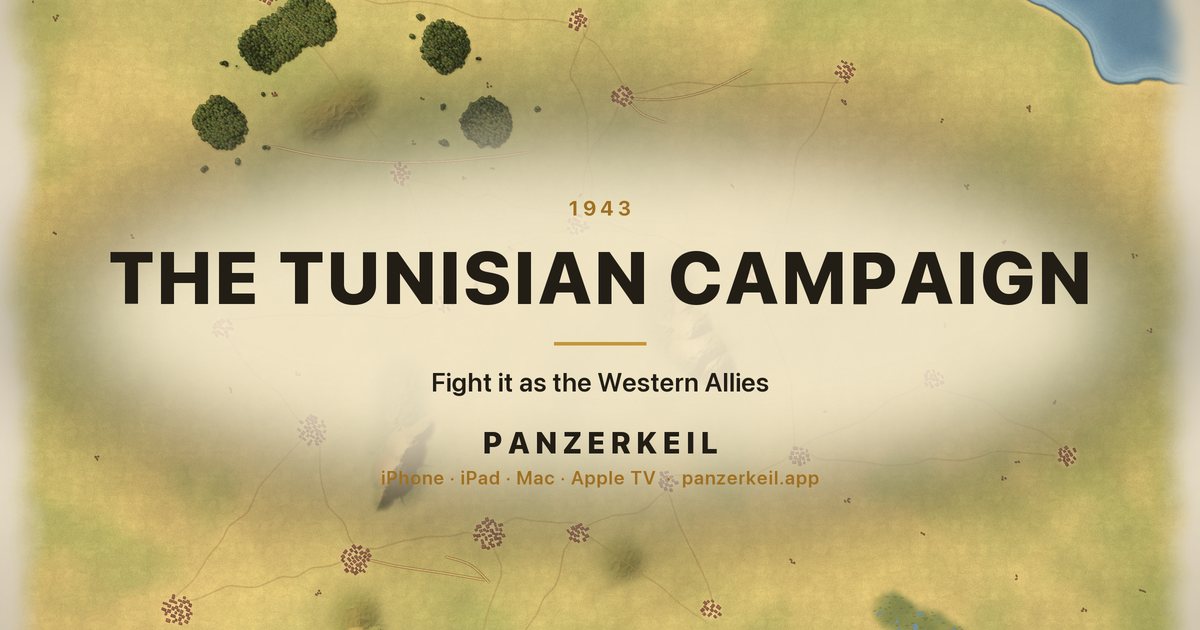 1943
THE TUNISIAN CAMPAIGN
Fight it as the Western Allies
PANZERKEIL
iPhone · iPad · Mac · Apple TV · panzerkeil.app